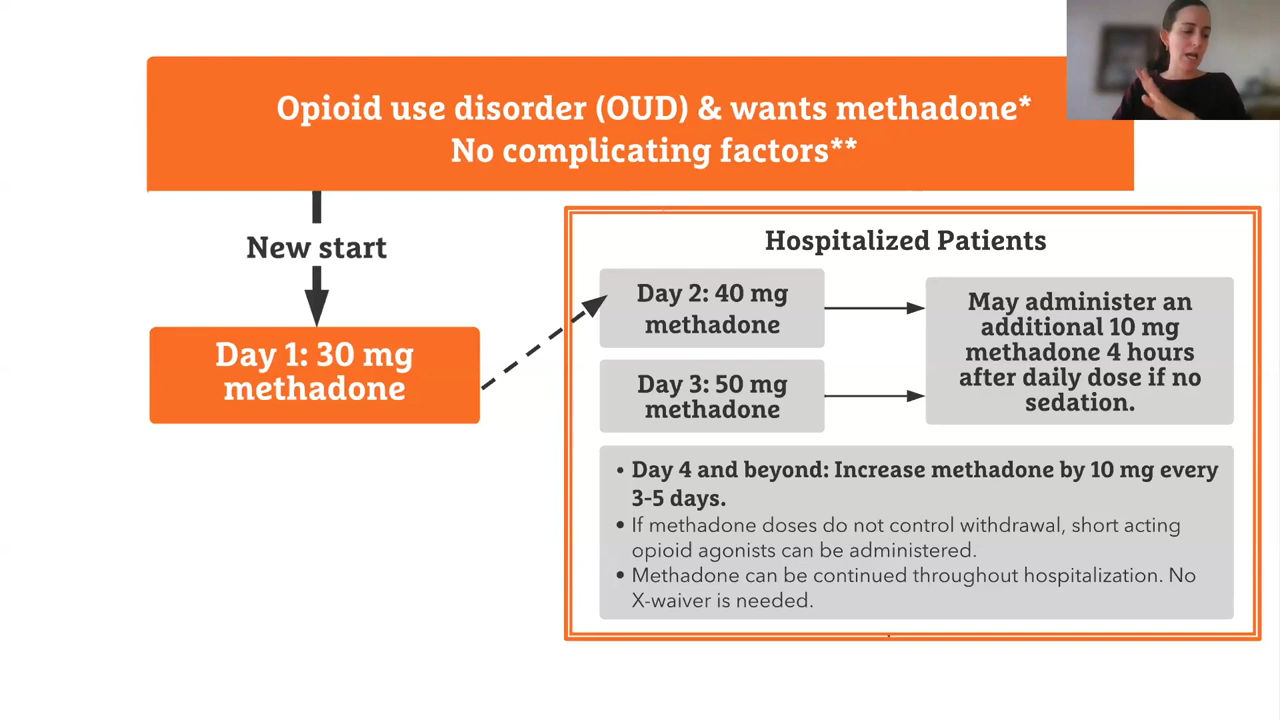 Opioid use disorder (OUD) & wants methadone*
No complicating factors**
New start
Day 1: 30 mg
methadone
Hospitalized Patients
Day 2: 40 mg
methadone
Day 3: 50 mg
methadone
May administer an
additional 10 mg
methadone 4 hours
after daily dose if no
sedation.
• Day 4 and beyond: Increase methadone by 10 mg every
3-5 days.
• If methadone doses do not control withdrawal, short acting
opioid agonists can be administered.
• Methadone can be continued throughout hospitalization. No
X-waiver is needed.